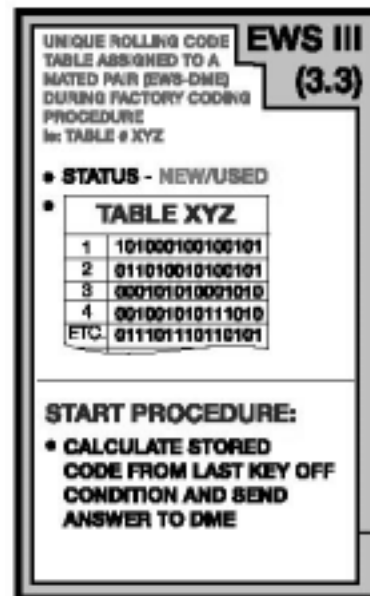 EWS III
(3.3)
UNIQUE ROLLING CODE
TABLE ASSIGNED TO A
MATED PAIR (EWS-DME)
DURING FACTORY CODING
PROCEDURE
ie: TABLE # XYZ
• STATUS - NEW/USED
•
TABLE XYZ
1 101000100100101
2 011010010100101
3 000101010001010
4 001001010111010
ETC. 011101110110101
START PROCEDURE:
• CALCULATE STORED
CODE FROM LAST KEY OFF
CONDITION AND SEND
ANSWER TO DME